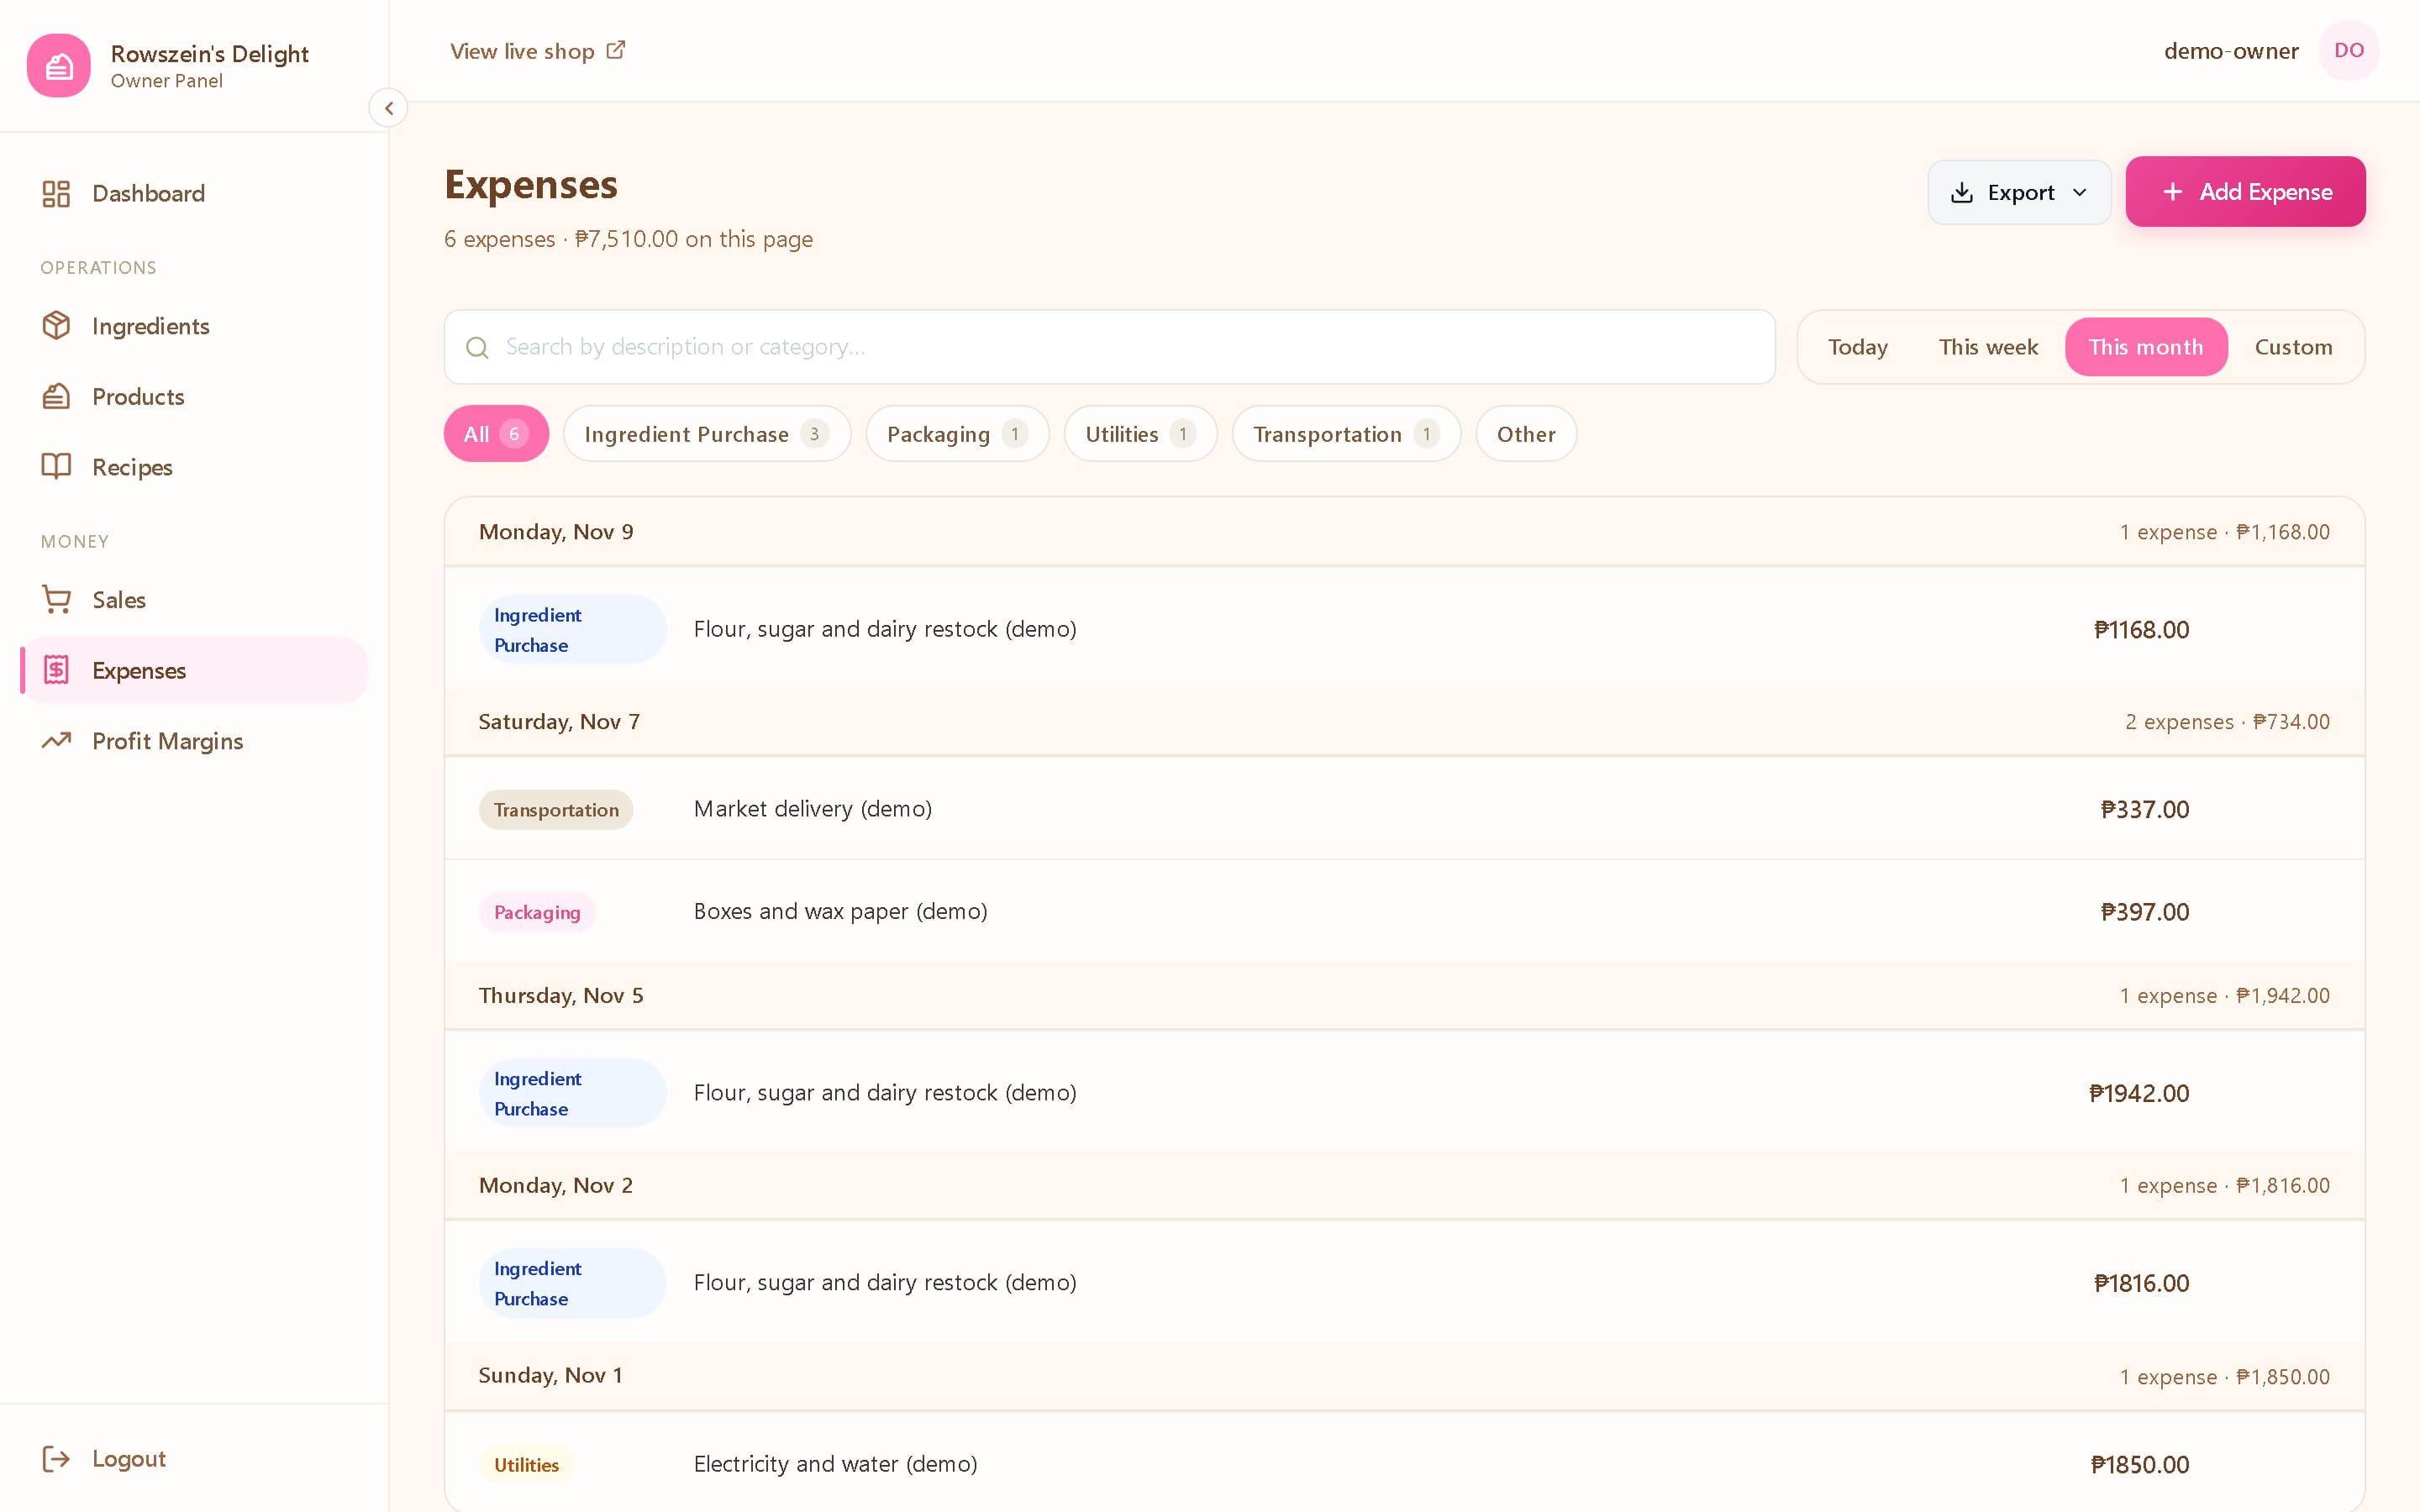 Rowszein's Delight
Owner Panel
View live shop
demo-owner
DO
Dashboard
OPERATIONS
Ingredients
Products
Recipes
MONEY
Sales
Expenses
Profit Margins
Logout
Expenses
6 expenses · ₱7,510.00 on this page
Export
Add Expense
Search by description or category...
Today
This week
This month
Custom
All 6
Ingredient Purchase 3
Packaging 1
Utilities 1
Transportation 1
Other
Monday, Nov 9
1 expense · ₱1,168.00
Ingredient
Purchase
Flour, sugar and dairy restock (demo)
₱1168.00
Saturday, Nov 7
2 expenses · ₱734.00
Transportation
Market delivery (demo)
₱337.00
Packaging
Boxes and wax paper (demo)
₱397.00
Thursday, Nov 5
1 expense · ₱1,942.00
Ingredient
Purchase
Flour, sugar and dairy restock (demo)
₱1942.00
Monday, Nov 2
1 expense · ₱1,816.00
Ingredient
Purchase
Flour, sugar and dairy restock (demo)
₱1816.00
Sunday, Nov 1
1 expense · ₱1,850.00
Utilities
Electricity and water (demo)
₱1850.00